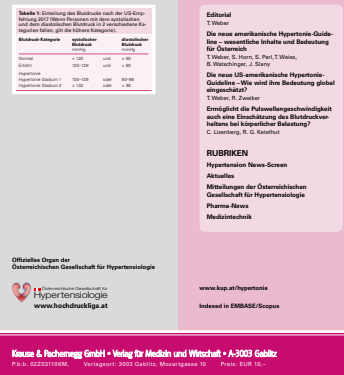 Tabelle 1: Einteilung des Blutdrucks nach der US-Emp-
fehlung 2017 (Wenn Personen mit dem systolischen
und dem diastolischen Blutdruck in 2 verschiedene Ka-
tegorien fallen, gilt die höhere Kategorie).
Blutdruck-Kategorie systolischer Blutdruck mmHg diastolischer Blutdruck mmHg
Normal < 120 und < 80
Erhöht 120–129 und < 80
Hypertonie
Hypertonie Stadium 1 130–139 oder 80–89
Hypertonie Stadium 2 > 140 oder > 90
Offizielles Organ der
Österreichischen Gesellschaft für Hypertensiologie
Österreichische Gesellschaft für
Hypertensiologie
www.hochdruckliga.at
Editorial
T. Weber
Die neue amerikanische Hypertonie-Guide-
line – wesentliche Inhalte und Bedeutung
für Österreich
T. Weber, S. Horn, S. Perl, T. Weiss,
B. Watschinger, J. Slany
Die neue US-amerikanische Hypertonie-
Guideline – Wie wird ihre Bedeutung global
eingeschätzt?
T. Weber, R. Zweiker
Ermöglicht die Pulswellengeschwindigkeit
auch eine Einschätzung des Blutdruckver-
haltens bei körperlicher Belastung?
C. Lizenberg, R. G. Ketelhut
RUBRIKEN
Hypertension News-Screen
Aktuelles
Mitteilungen der Österreichischen
Gesellschaft für Hypertensiologie
Pharma-News
Medizintechnik
www.kup.at/hypertonie
Indexed in EMBASE/Scopus
Krause & Pachernegg GmbH • Verlag für Medizin und Wirtschaft • A-3003 Gablitz
P.b.b. 02Z031106M, Verlagsort: 3003 Gablitz, Mozartgasse 10 Preis: EUR 10,–